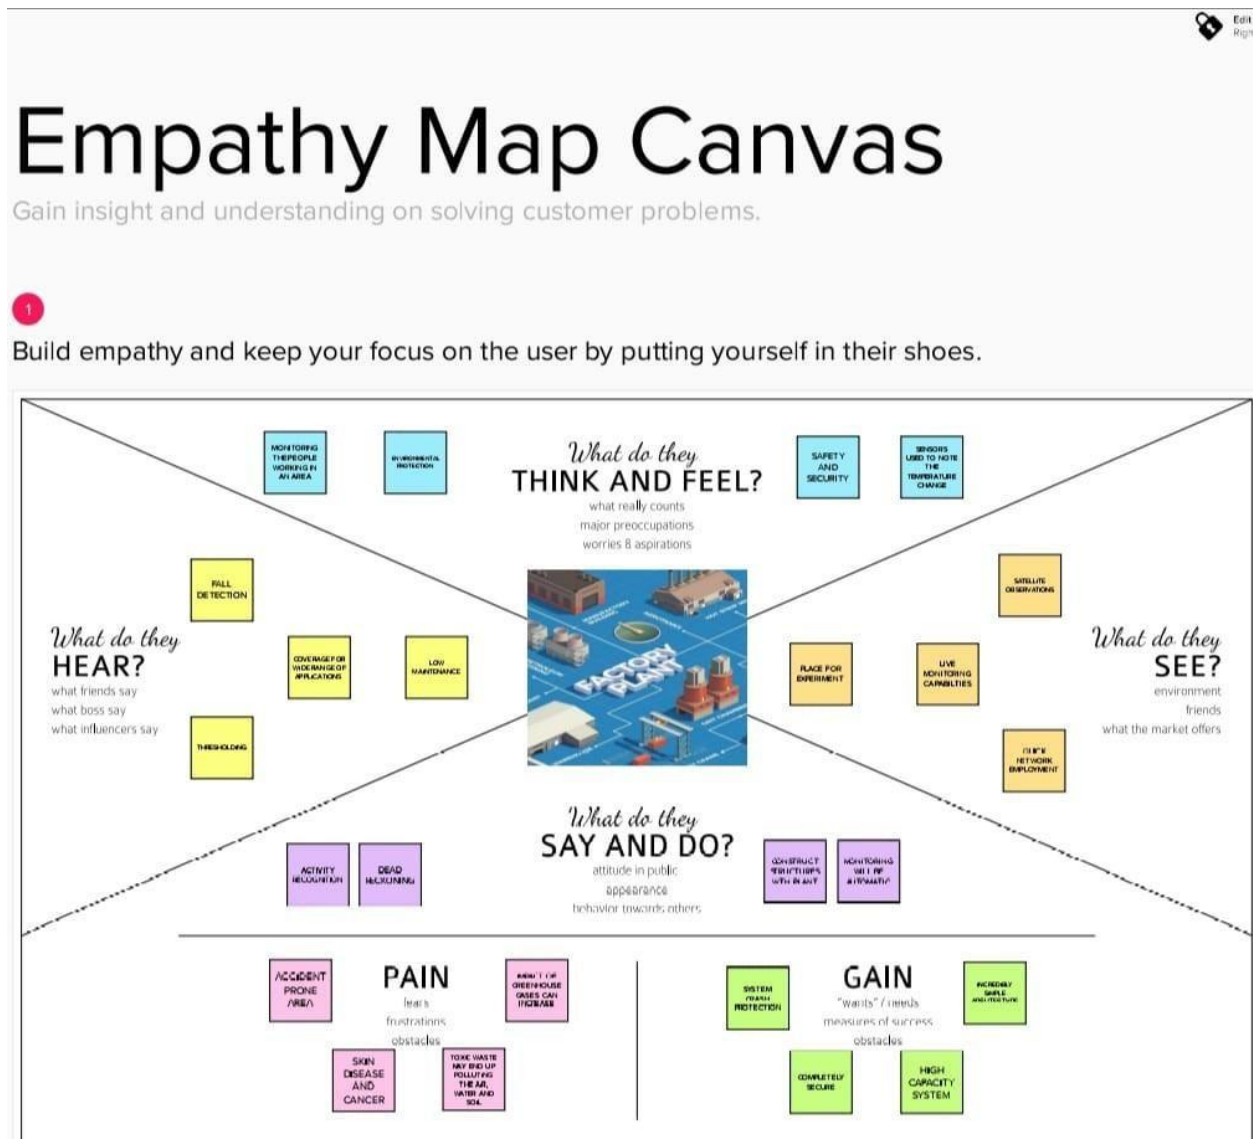 Edit
Empathy Map Canvas
Gain insight and understanding on solving customer problems.
1
Build empathy and keep your focus on the user by putting yourself in their shoes.
What do they
THINK AND FEEL?
what really counts
major preoccupations
worries & aspirations
MONITORING
THEPEOPLE
WORKING IN
AN AREA
ENVIRONMENTAL
PROTECTION
SAFETY
AND
SECURITY
SENSORS
USED TO NOTE
THE
TEMPERATURE
CHANGE
What do they
HEAR?
what friends say
what boss say
what influencers say
FALL
DETECTION
COVERAGE FOR
WIDE RANGE OF
APPLICATIONS
LOW
MAINTENANCE
THRESHOLDING
FACTORY
PLANT
What do they
SEE?
environment
friends
what the market offers
SATELLITE
OBSERVATIONS
PLACE FOR
EXPERIMENT
LIVE
MONITORING
CAPABILTIES
NETWORK
EMPLOYMENT
What do they
SAY AND DO?
attitude in public
appearance
behavior towards others
ACTIVITY
RECOGNITION
DEAD
RECKONING
CONSTRUCT
STRUCTURES
WITH PLANT
MONITORING
WILL BE
AUTOMATIC
PAIN
fears
frustrations
obstacles
ACCIDENT
PRONE
AREA
GREENHOUSE
GASES CAN
INCREASE
SKIN
DISEASE
AND
CANCER
TOXIC WASTE
MAY END UP
POLLUTING
THE AIR,
WATER AND
SOIL
GAIN
"wants" / needs
measures of success
obstacles
SYSTEM
CRASH
PROTECTION
INCREDIBLY
SIMPLE
ARCHITECTURE
COMPLETELY
SECURE
HIGH
CAPACITY
SYSTEM